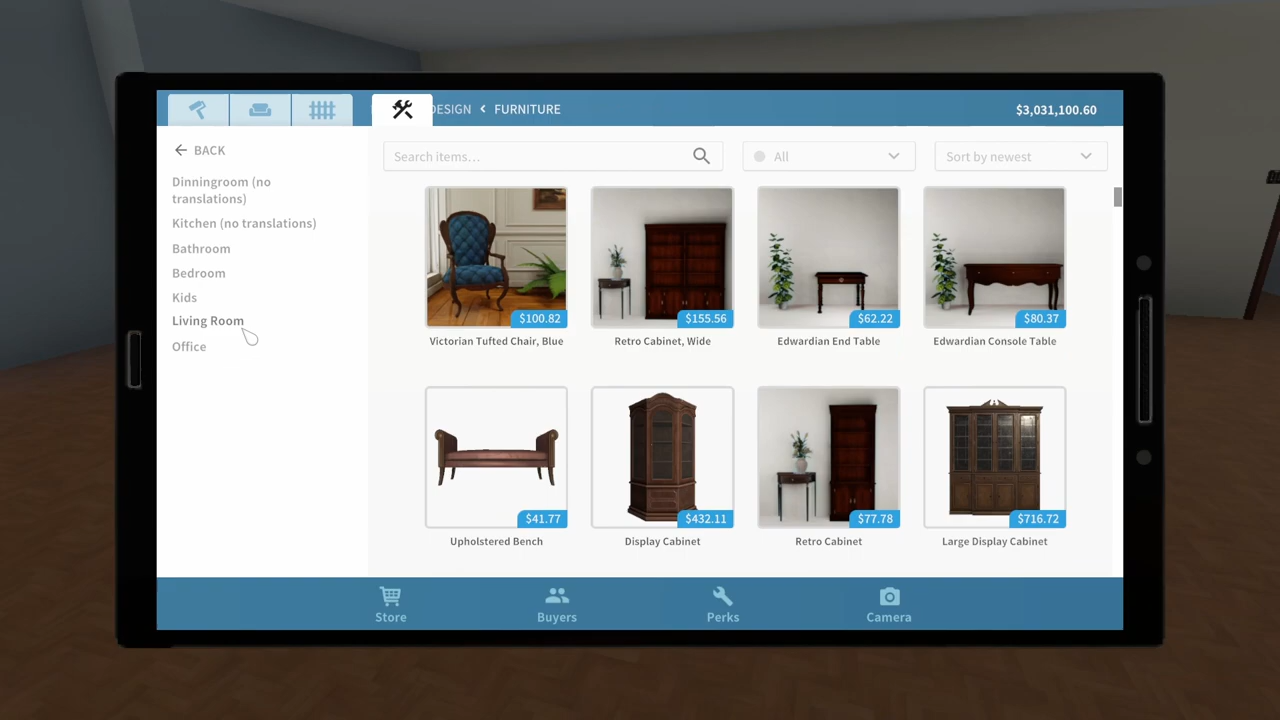 DESIGN < FURNITURE
$3,031,100.60
BACK
Dinningroom (no
translations)
Kitchen (no translations)
Bathroom
Bedroom
Kids
Living Room
Office
Search items...
All
Sort by newest
$100.82
$155.56
$62.22
$80.37
Victorian Tufted Chair, Blue
Retro Cabinet, Wide
Edwardian End Table
Edwardian Console Table
$41.77
$432.11
$77.78
$716.72
Upholstered Bench
Display Cabinet
Retro Cabinet
Large Display Cabinet
Store
Buyers
Perks
Camera